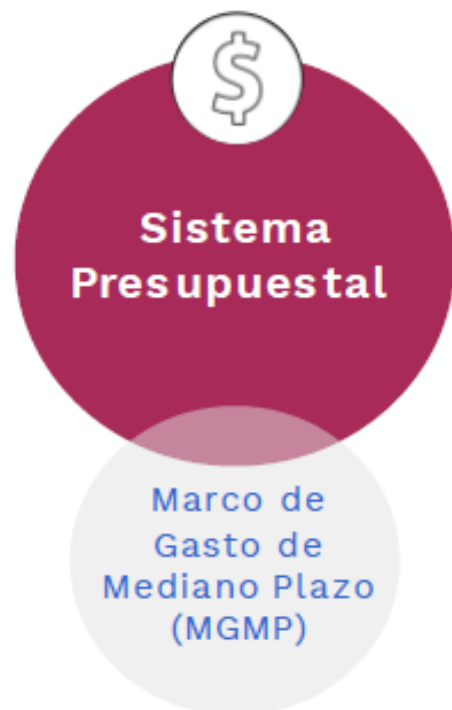 $
Sistema
Presupuestal
Marco de
Gasto de
Mediano Plazo
(MGMP)